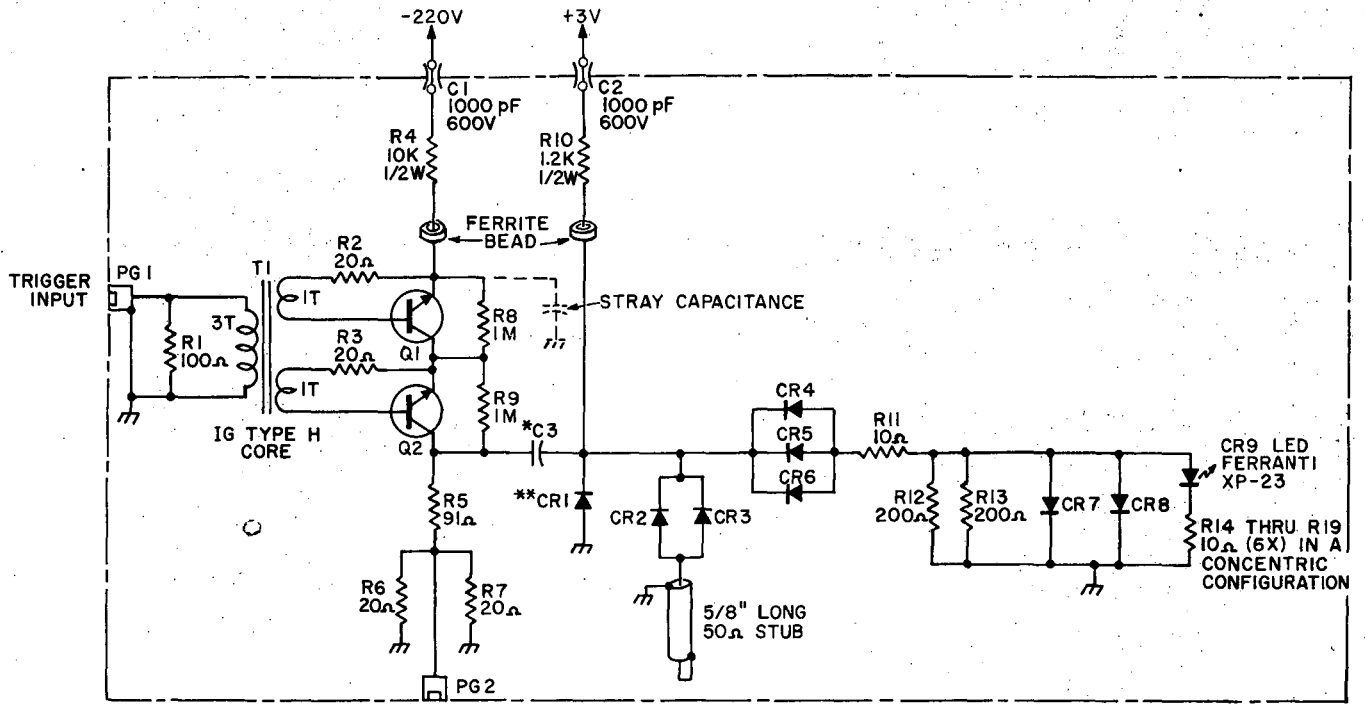 -220V
+3V
C1
1000 pF
600V
C2
1000 pF
600V
R4
10K
1/2W
R10
1.2K
1/2W
FERRITE
BEAD
TRIGGER
INPUT
PG1
T1
R2
20Ω
1T
3T
R1
100Ω
Q1
R8
1M
STRAY CAPACITANCE
R3
20Ω
1T
IG TYPE H
CORE
Q2
R9
1M
*C3
**CR1
R5
91Ω
R6
20Ω
R7
20Ω
PG2
CR2
CR3
5/8" LONG
50Ω STUB
CR4
CR5
CR6
R11
10Ω
R12
200Ω
R13
200Ω
CR7
CR8
CR9 LED
FERRANTI
XP-23
R14 THRU R19
10Ω (6X) IN A
CONCENTRIC
CONFIGURATION